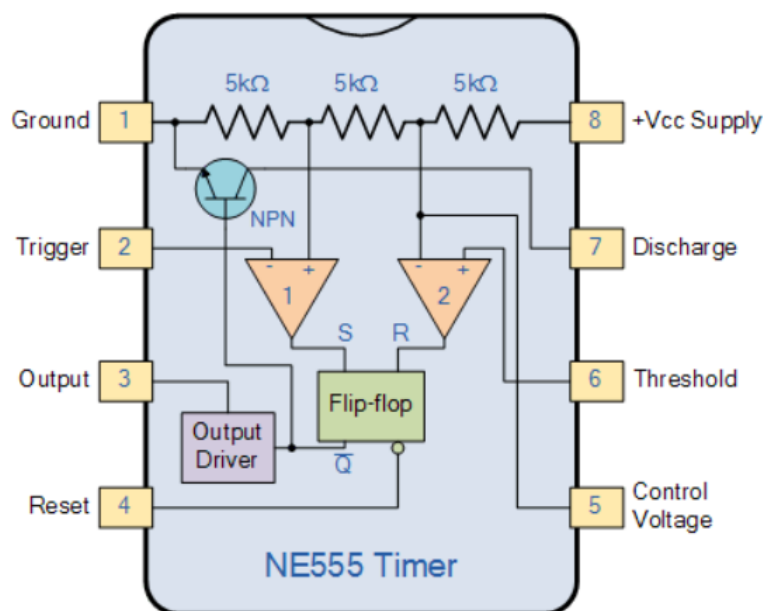 5kΩ 5kΩ 5kΩ
Ground 1
8 +Vcc Supply
NPN
Trigger 2
- +
- +
7 Discharge
1
2
S R
Output 3
Flip-flop
6 Threshold
Output
Driver
Q̅
Reset 4
5 Control
Voltage
NE555 Timer